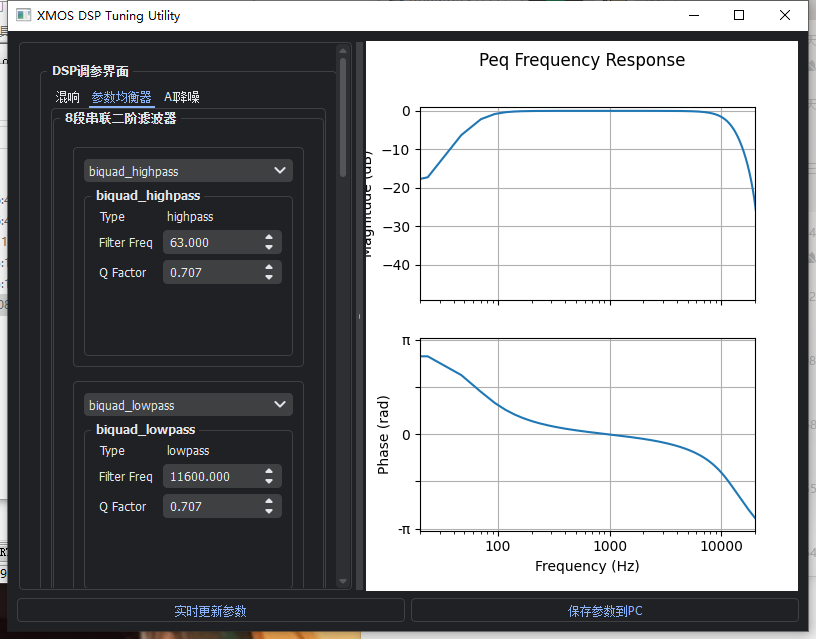 XMOS DSP Tuning Utility
DSP调参界面
混响 参数均衡器 AI降噪
8段串联二阶滤波器
biquad_highpass
biquad_highpass
Type highpass
Filter Freq 63.000
Q Factor 0.707
biquad_lowpass
biquad_lowpass
Type lowpass
Filter Freq 11600.000
Q Factor 0.707
Peq Frequency Response
Magnitude (dB)
0
−10
−20
−30
−40
Phase (rad)
π
0
-π
100 1000 10000
Frequency (Hz)
实时更新参数
保存参数到PC